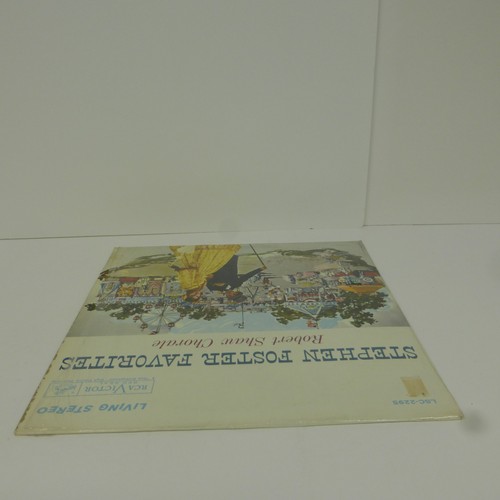 LSC-2295
LIVING STEREO
RCA VICTOR
STEPHEN FOSTER FAVORITES
Robert Shaw Chorale